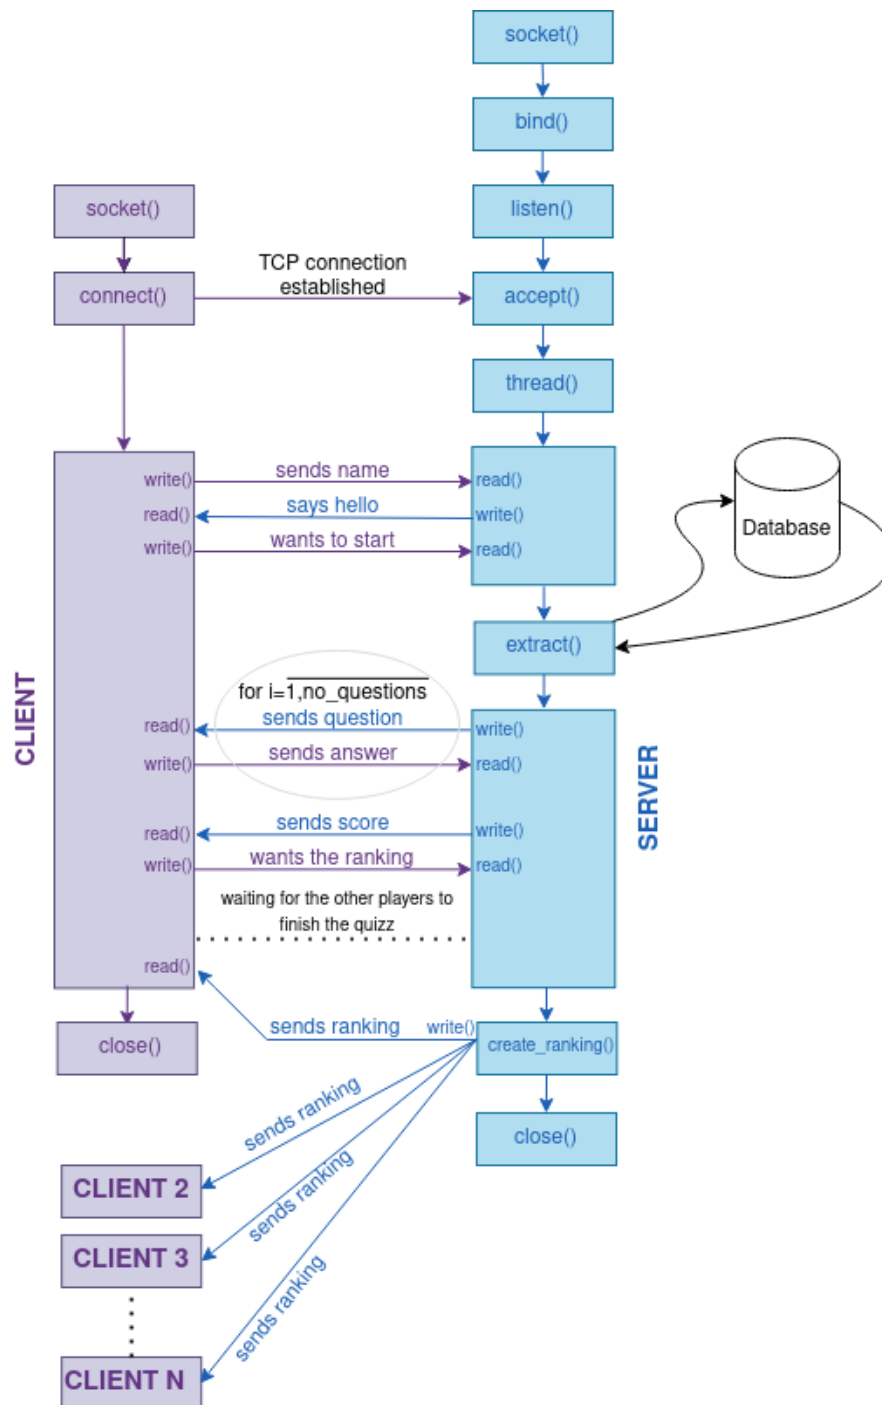 socket()
bind()
listen()
socket()
TCP connection
established
connect()
accept()
thread()
write()
sends name
read()
read()
says hello
write()
write()
wants to start
read()
Database
extract()
CLIENT
for i=1,no_questions
read()
sends question
write()
write()
sends answer
read()
SERVER
read()
sends score
write()
write()
wants the ranking
read()
waiting for the other players to
finish the quizz
read()
sends ranking
write()
close()
create_ranking()
sends ranking
close()
CLIENT 2
sends ranking
CLIENT 3
sends ranking
CLIENT N